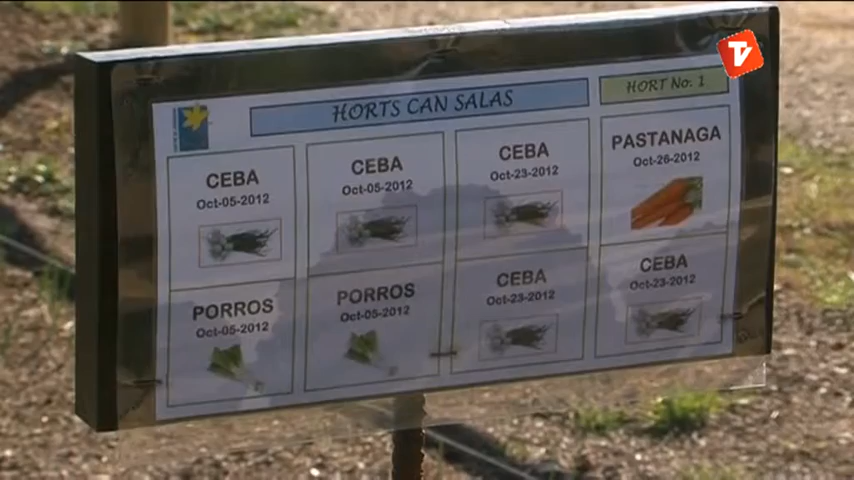 TV
HORTS CAN SALAS
HORT No. 1
CEBA
Oct-05-2012
CEBA
Oct-05-2012
CEBA
Oct-23-2012
PASTANAGA
Oct-26-2012
PORROS
Oct-05-2012
PORROS
Oct-05-2012
CEBA
Oct-23-2012
CEBA
Oct-23-2012